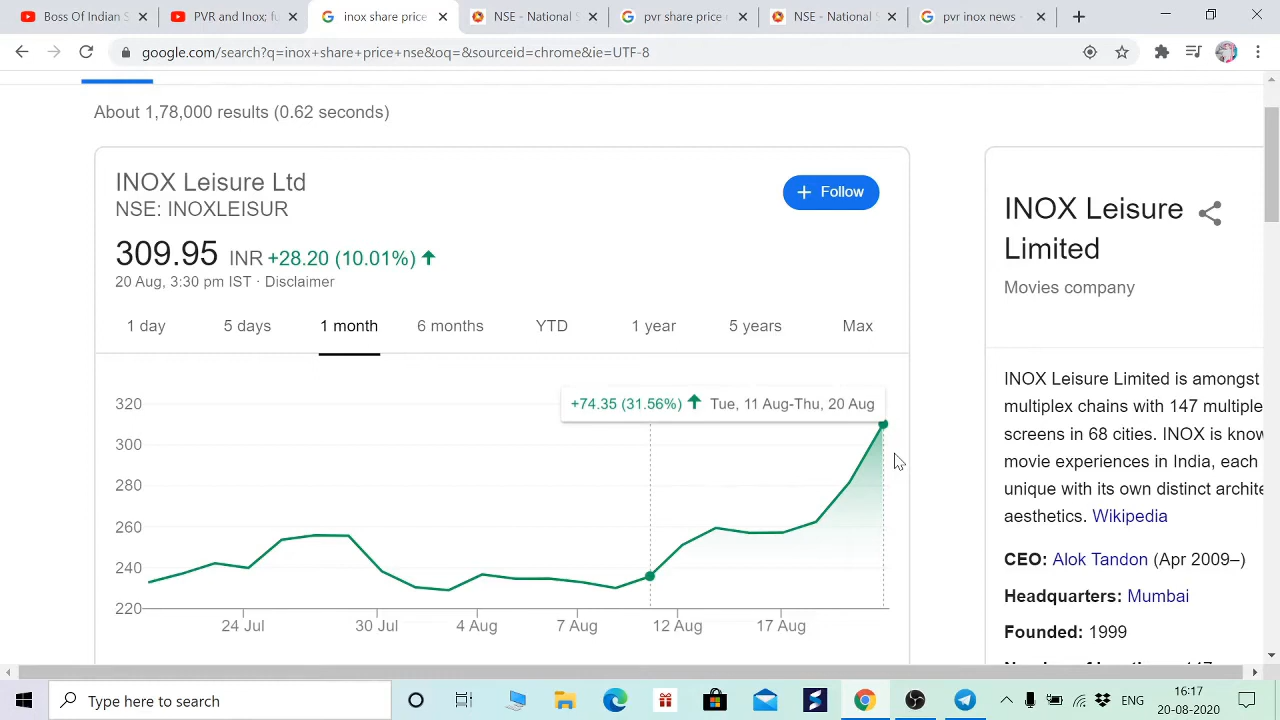 Boss Of Indian S
PVR and Inox: fu
inox share price
NSE - National S
pvr share price
NSE - National S
pvr inox news
google.com/search?q=inox+share+price+nse&oq=&sourceid=chrome&ie=UTF-8
About 1,78,000 results (0.62 seconds)
INOX Leisure Ltd
NSE: INOXLEISUR
+ Follow
309.95 INR +28.20 (10.01%)
20 Aug, 3:30 pm IST · Disclaimer
1 day 5 days 1 month 6 months YTD 1 year 5 years Max
+74.35 (31.56%) Tue, 11 Aug-Thu, 20 Aug
320
300
280
260
240
220
24 Jul 30 Jul 4 Aug 7 Aug 12 Aug 17 Aug
INOX Leisure
Limited
Movies company
INOX Leisure Limited is amongst
multiplex chains with 147 multiple
screens in 68 cities. INOX is know
movie experiences in India, each
unique with its own distinct archite
aesthetics. Wikipedia
CEO: Alok Tandon (Apr 2009–)
Headquarters: Mumbai
Founded: 1999
Type here to search
ENG
16:17
20-08-2020